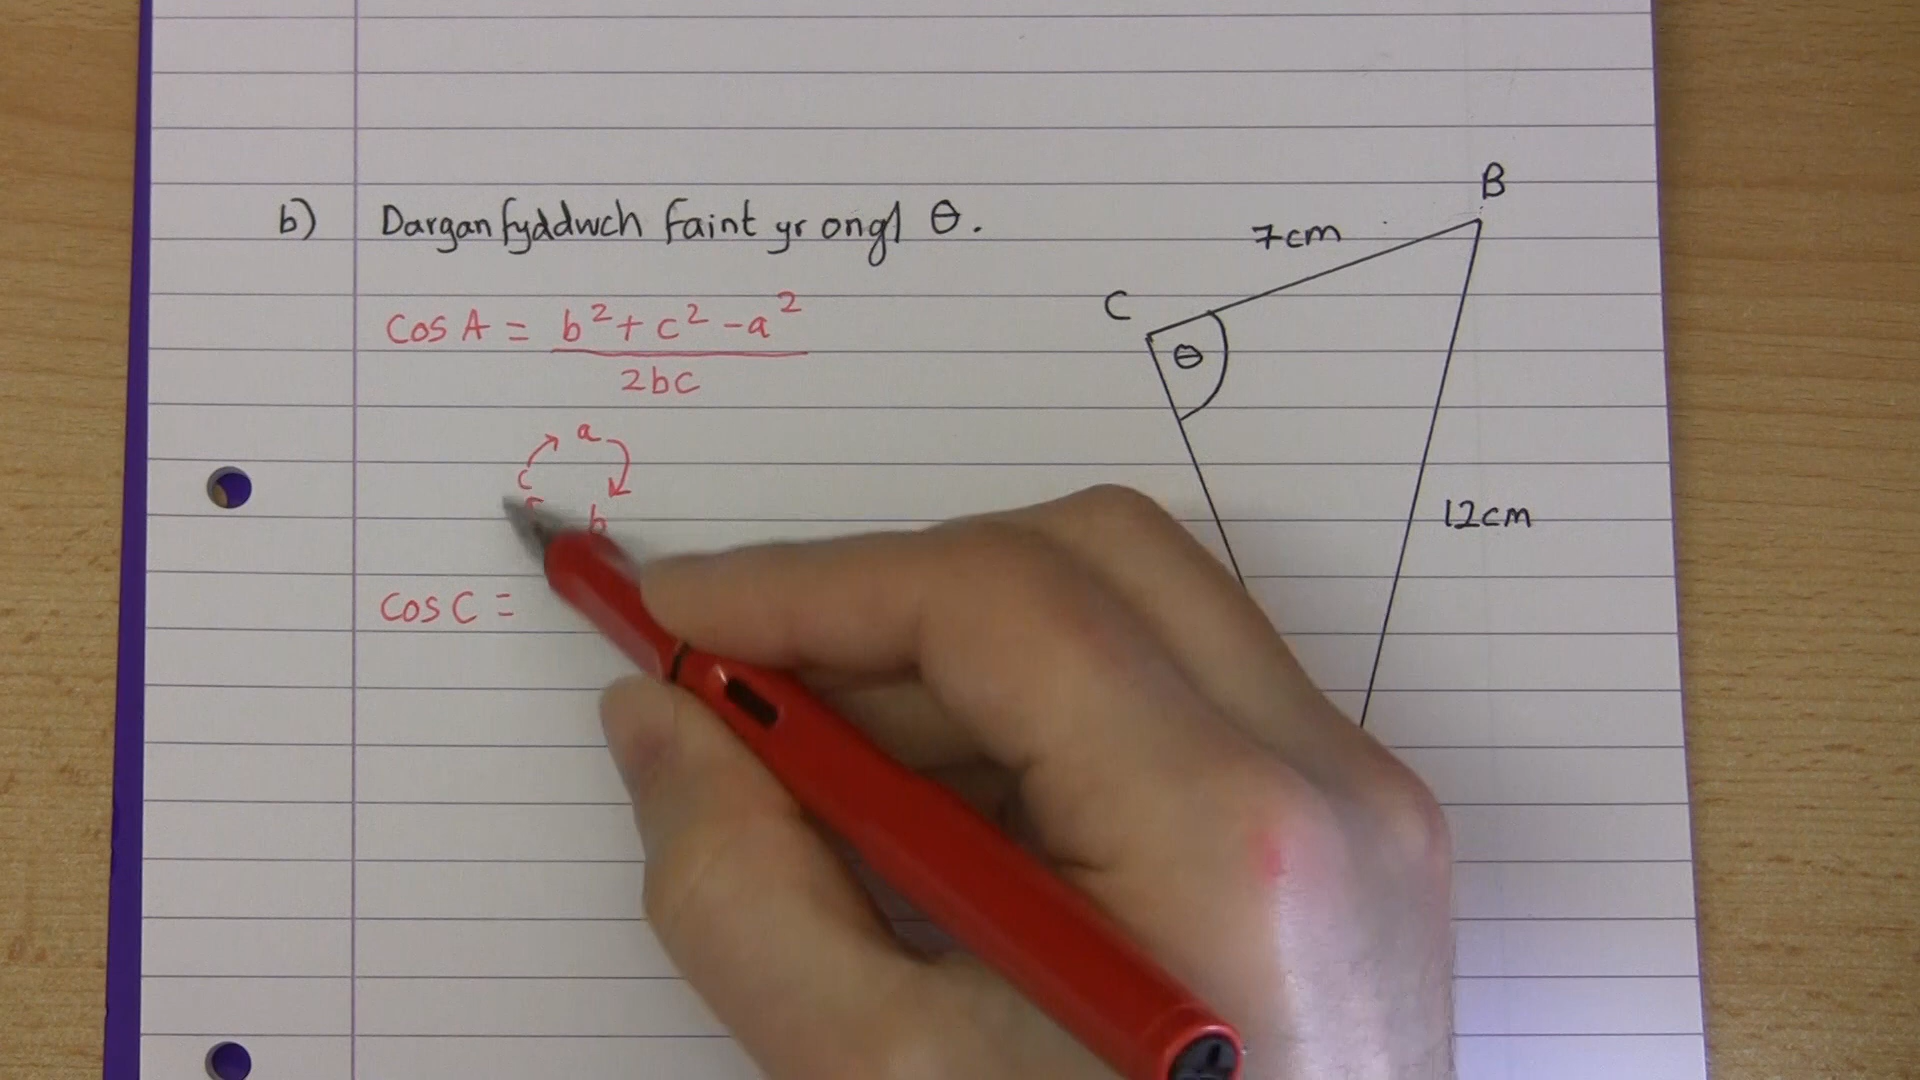 b) Darganfyddwch faint yr ongl θ.
cos A = b² + c² - a²
2bc
a
c
b
cos C =
B
7cm
C
θ
12cm